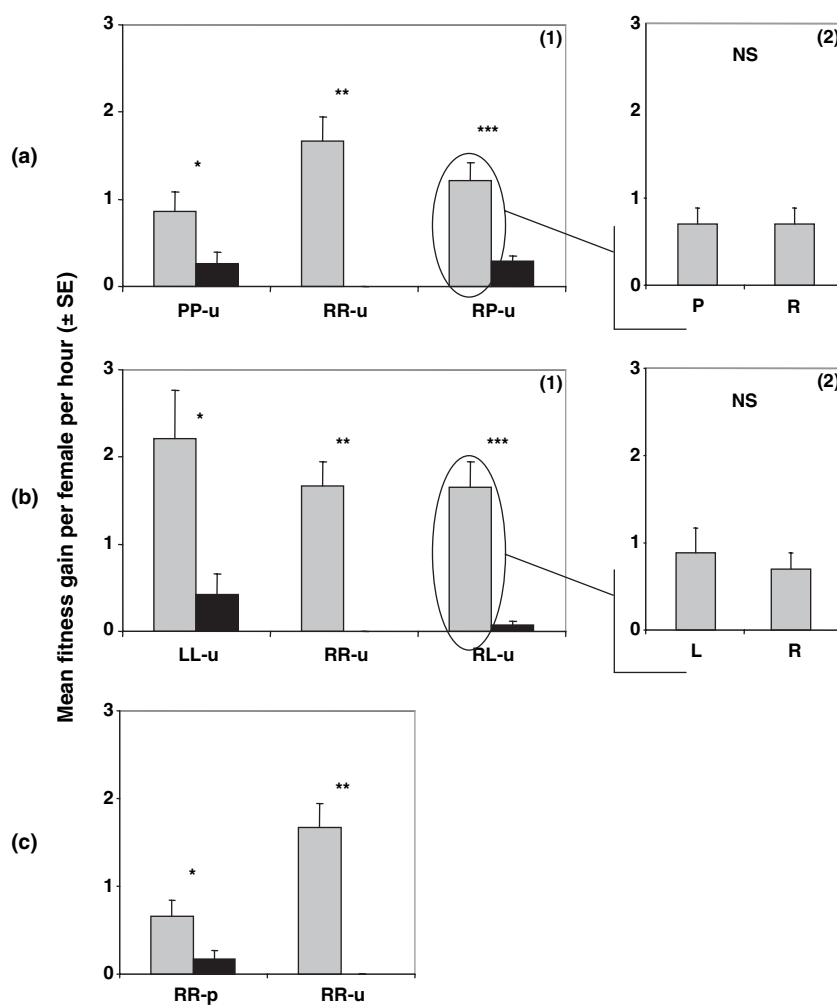 Mean fitness gain per female per hour (± SE)
(a)
(1)
3
2
1
0
*
**
***
PP-u
RR-u
RP-u
(2)
3
2
1
0
NS
P
R
(b)
(1)
3
2
1
0
*
**
***
LL-u
RR-u
RL-u
(2)
3
2
1
0
NS
L
R
(c)
3
2
1
0
*
**
RR-p
RR-u